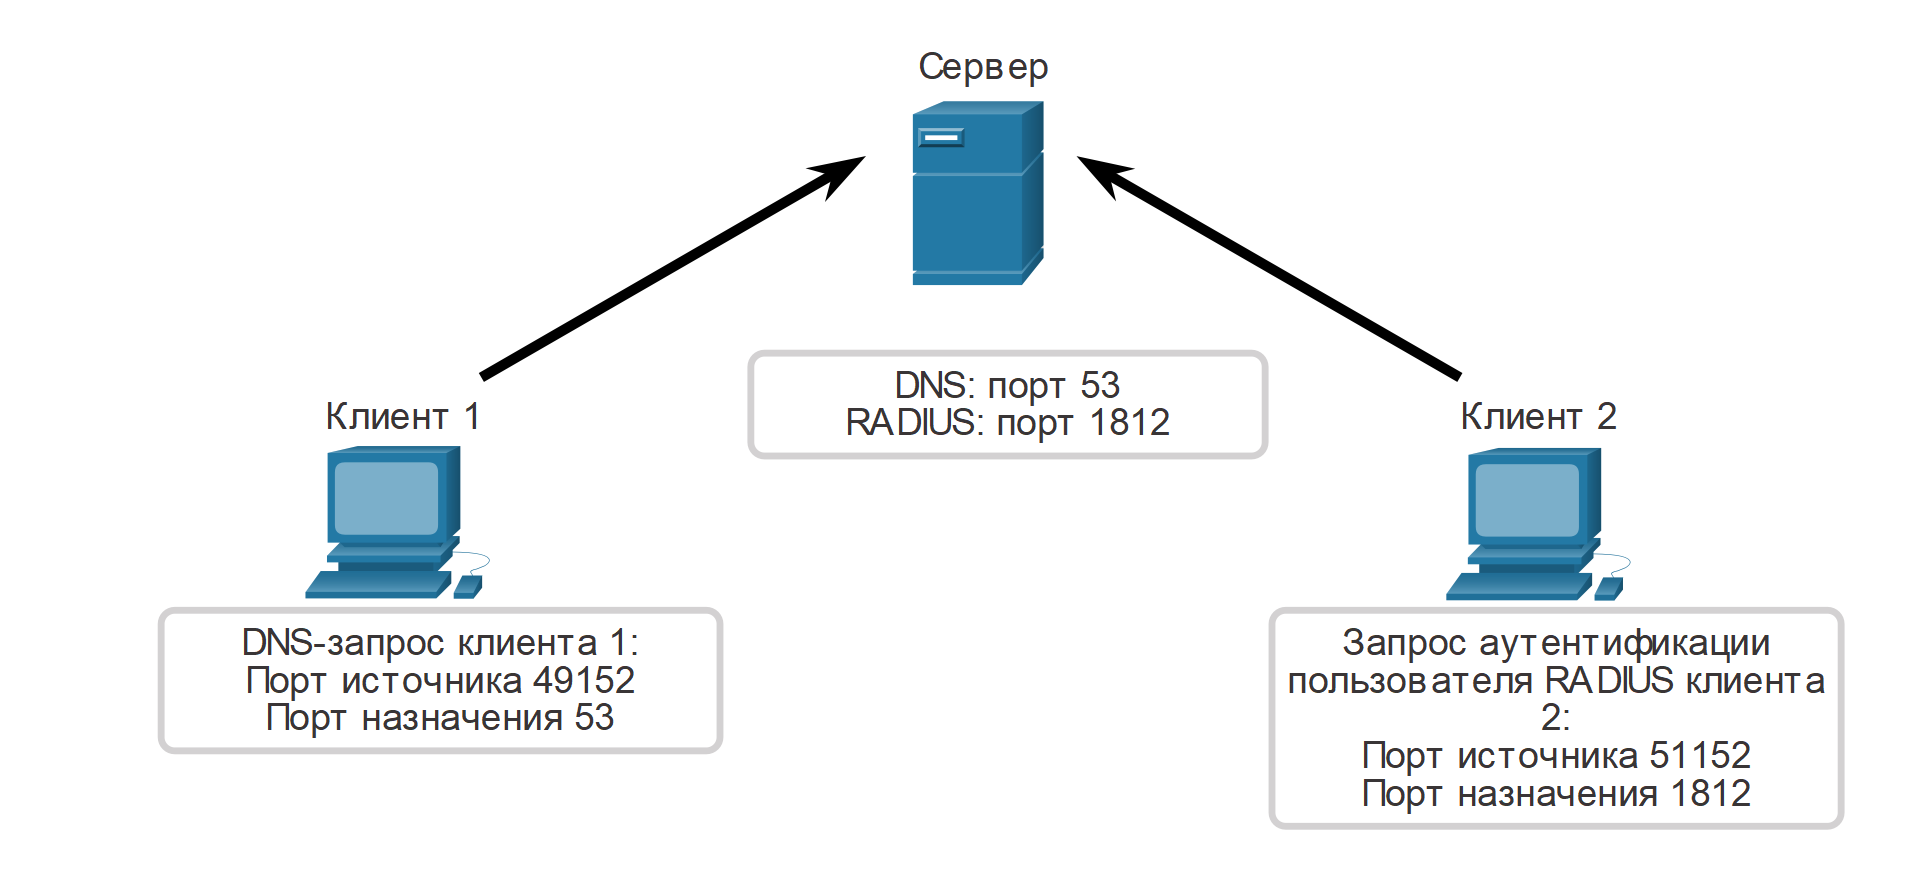 Сервер
DNS: порт 53
RADIUS: порт 1812
Клиент 1
Клиент 2
DNS-запрос клиента 1:
Порт источника 49152
Порт назначения 53
Запрос аутентификации
пользователя RADIUS клиента
2:
Порт источника 51152
Порт назначения 1812